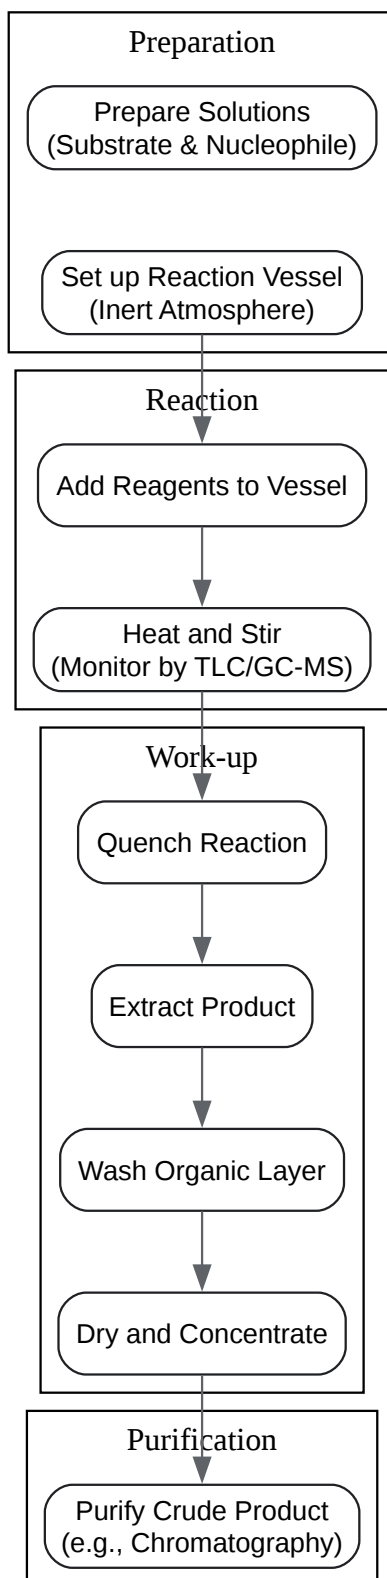 Preparation
Prepare Solutions
(Substrate & Nucleophile)
Set up Reaction Vessel
(Inert Atmosphere)
Reaction
Add Reagents to Vessel
Heat and Stir
(Monitor by TLC/GC-MS)
Work-up
Quench Reaction
Extract Product
Wash Organic Layer
Dry and Concentrate
Purification
Purify Crude Product
(e.g., Chromatography)